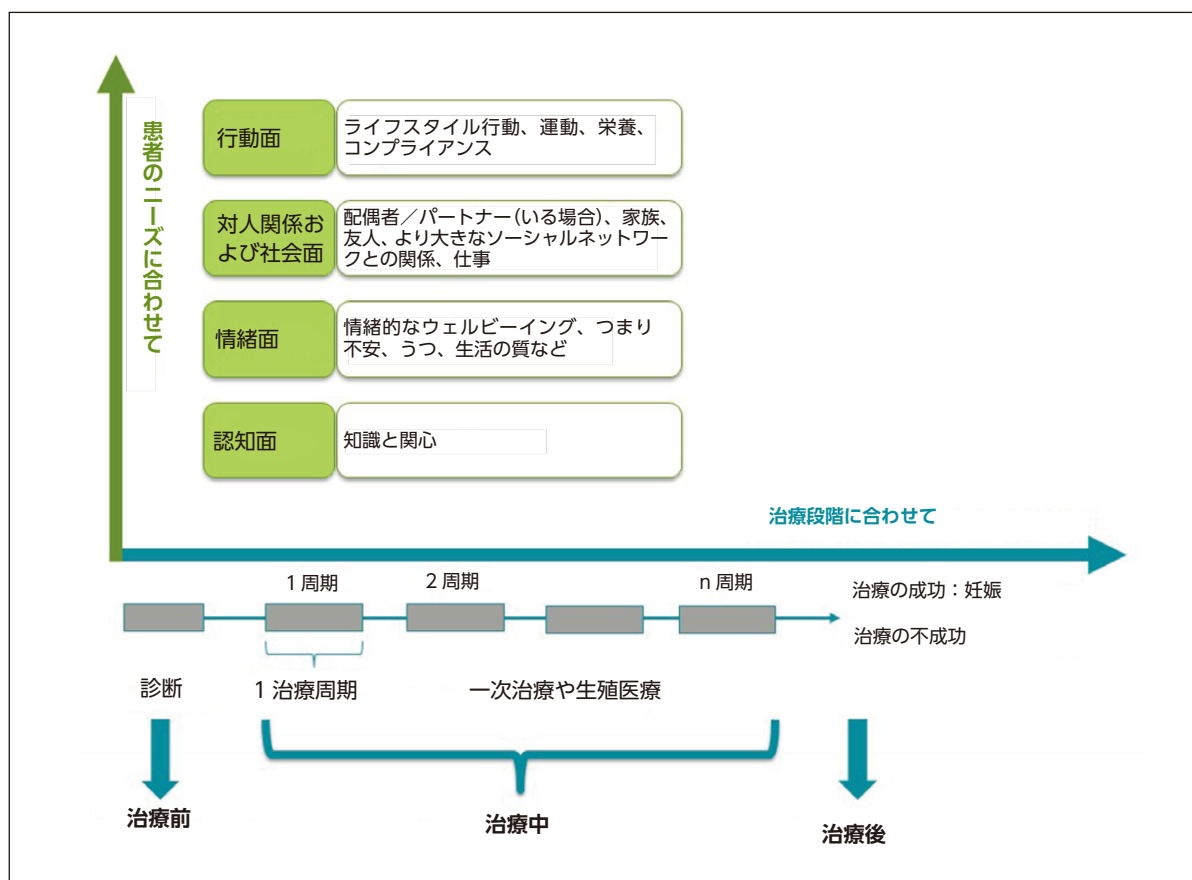 患者のニーズに合わせて
行動面
ライフスタイル行動、運動、栄養、
コンプライアンス
対人関係お
よび社会面
配偶者／パートナー（いる場合）、家族、
友人、より大きなソーシャルネットワー
クとの関係、仕事
情緒面
情緒的なウェルビーイング、つまり
不安、うつ、生活の質など
認知面
知識と関心
治療段階に合わせて
1 周期
2 周期
n 周期
治療の成功：妊娠
治療の不成功
診断
1 治療周期
一次治療や生殖医療
治療前
治療中
治療後